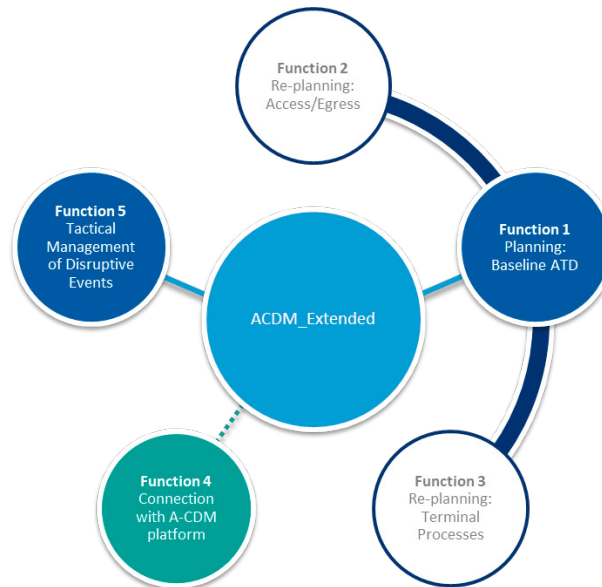 Function 2
Re-planning:
Access/Egress
Function 5
Tactical
Management
of Disruptive
Events
Function 1
Planning:
Baseline ATD
ACDM_Extended
Function 4
Connection
with A-CDM
platform
Function 3
Re-planning:
Terminal
Processes